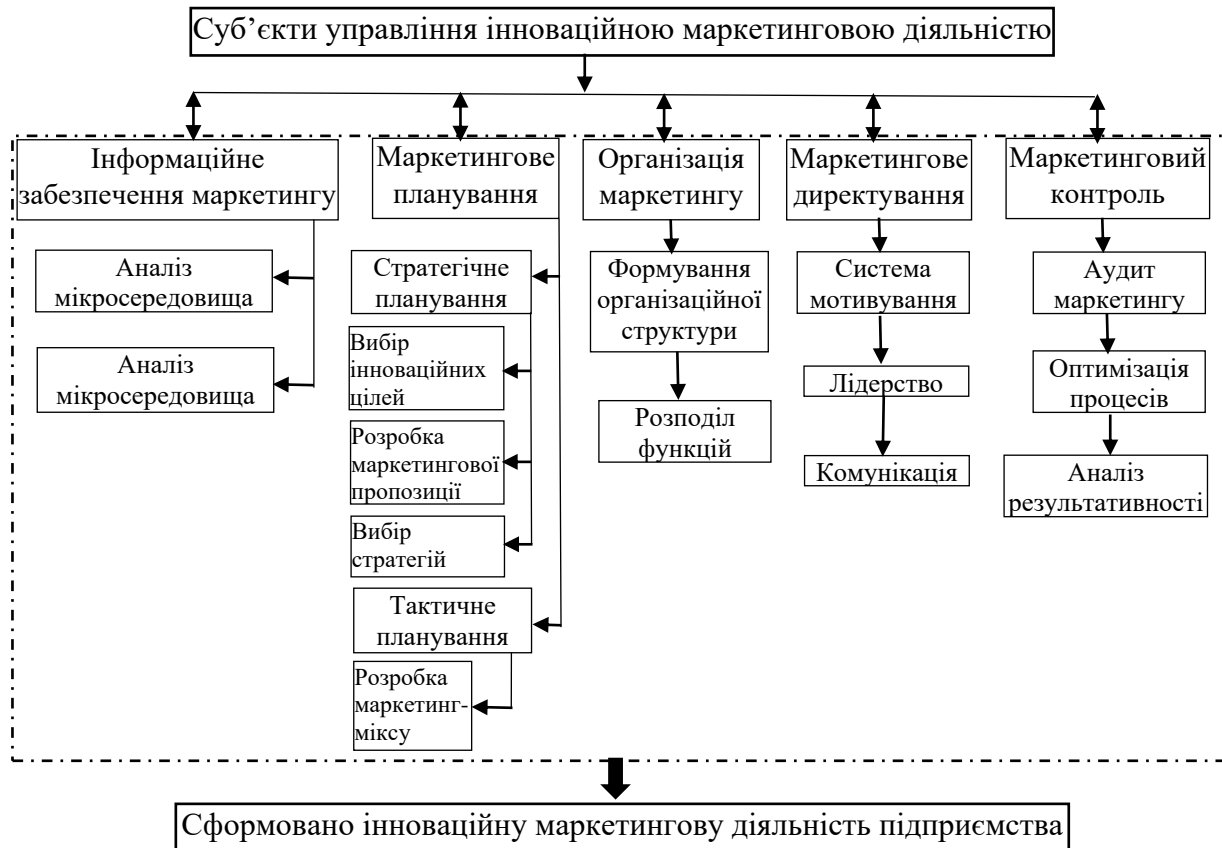 Суб’єкти управління інноваційною маркетинговою діяльністю
Інформаційне
забезпечення маркетингу
Аналіз
мікросередовища
Аналіз
мікросередовища
Маркетингове
планування
Стратегічне
планування
Вибір
інноваційних
цілей
Розробка
маркетингової
пропозиції
Вибір
стратегій
Тактичне
планування
Розробка
маркетинг-
міксу
Організація
маркетингу
Формування
організаційної
структури
Розподіл
функцій
Маркетингове
директування
Система
мотивування
Лідерство
Комунікація
Маркетинговий
контроль
Аудит
маркетингу
Оптимізація
процесів
Аналіз
результативності
Сформовано інноваційну маркетингову діяльність підприємства